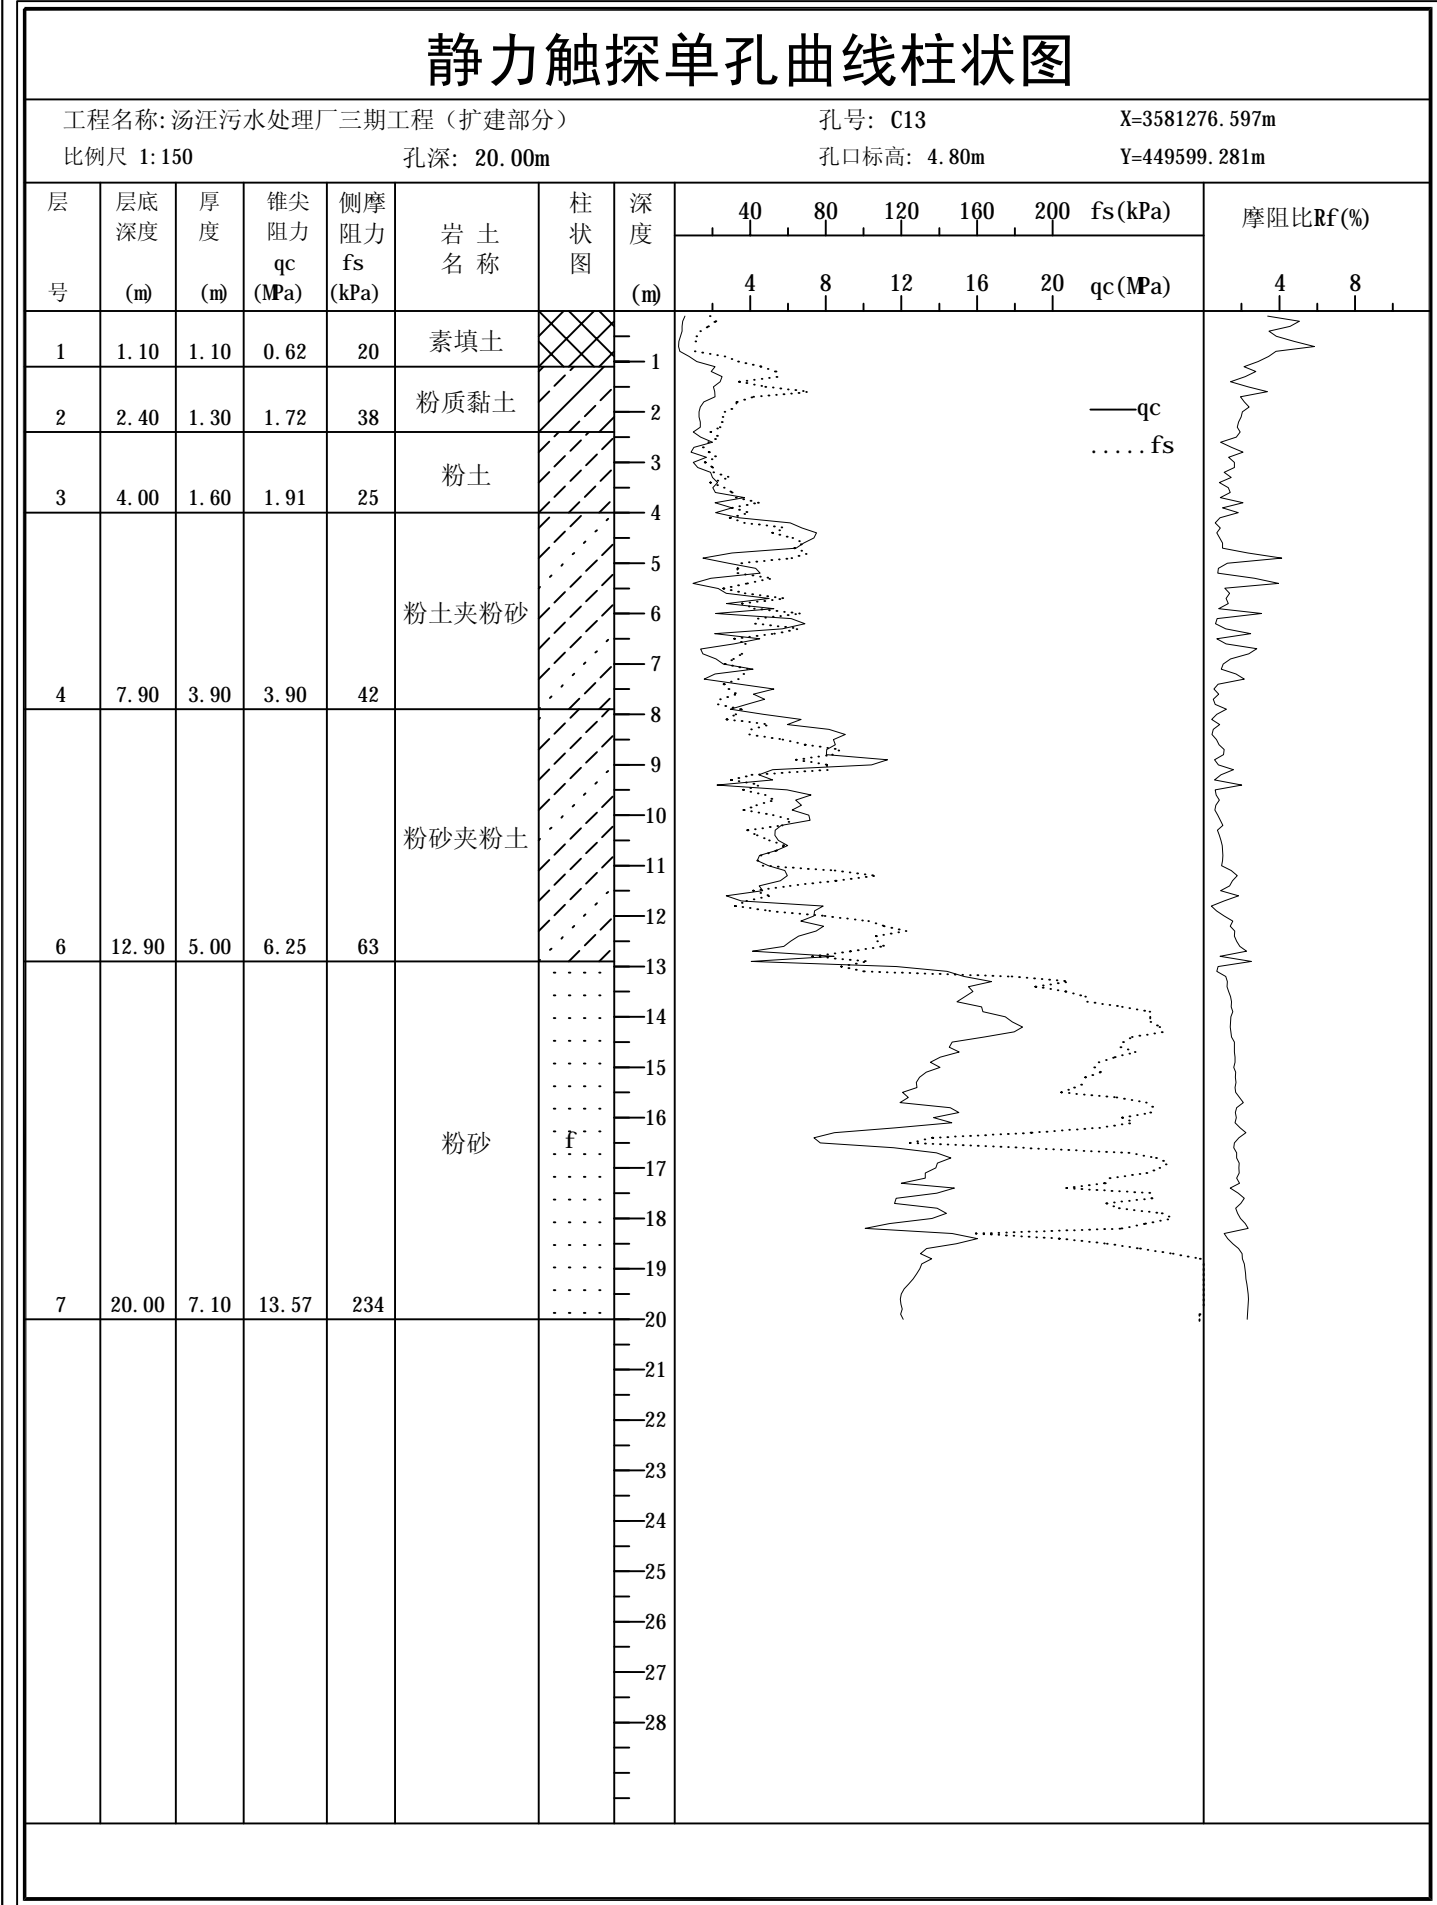 静力触探单孔曲线柱状图
工程名称:汤汪污水处理厂三期工程（扩建部分） 孔号: C13 X=3581276.597m
比例尺 1:150 孔深: 20.00m 孔口标高: 4.80m Y=449599.281m
层号 层底深度(m) 厚度(m) 锥尖阻力qc(MPa) 侧摩阻力fs(kPa) 岩土名称 柱状图 深度(m)
40 80 120 160 200 fs(kPa)
4 8 12 16 20 qc(MPa)
摩阻比Rf(%)
4 8
1 1.10 1.10 0.62 20 素填土
2 2.40 1.30 1.72 38 粉质黏土
3 4.00 1.60 1.91 25 粉土
4 7.90 3.90 3.90 42 粉土夹粉砂
6 12.90 5.00 6.25 63 粉砂夹粉土
7 20.00 7.10 13.57 234 粉砂
f
1
2
3
4
5
6
7
8
9
10
11
12
13
14
15
16
17
18
19
20
21
22
23
24
25
26
27
28
qc
.....fs